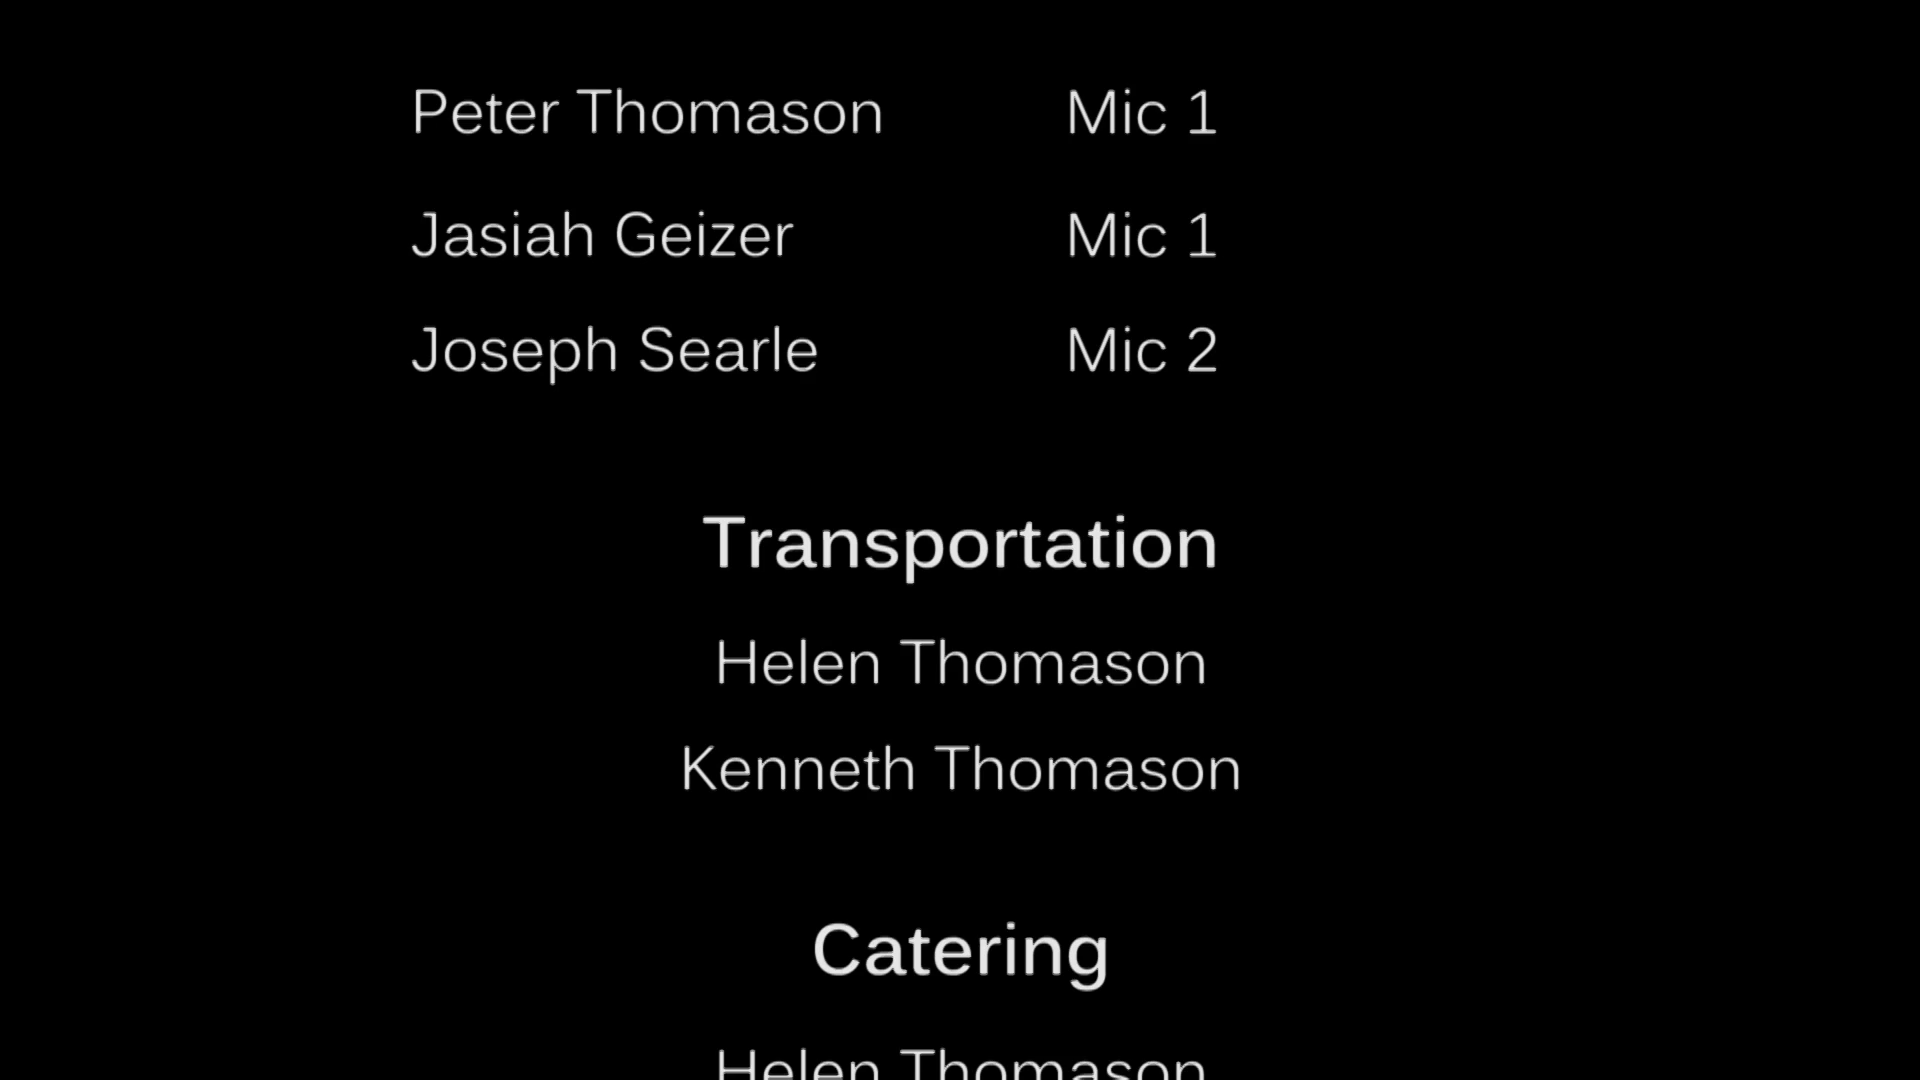 Peter Thomason Mic 1
Jasiah Geizer Mic 1
Joseph Searle Mic 2
Transportation
Helen Thomason
Kenneth Thomason
Catering
Helen Thomason